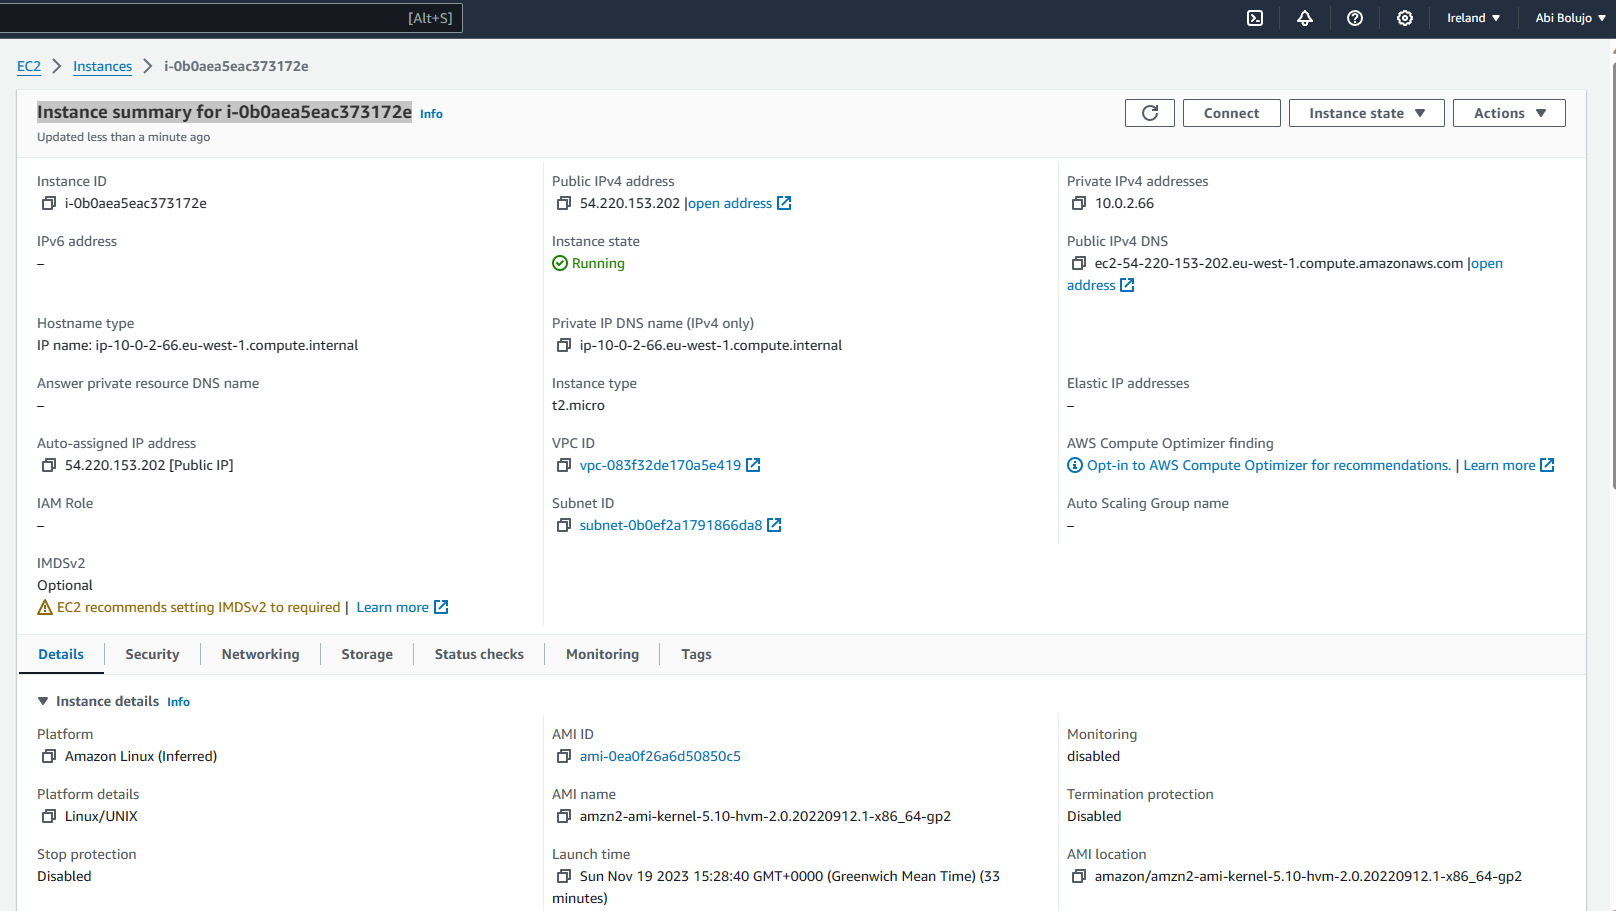 [Alt+S]
Ireland ▼
Abi Bolujo ▼
EC2 > Instances > i-0b0aea5eac373172e
Instance summary for i-0b0aea5eac373172e Info
Updated less than a minute ago
Connect
Instance state ▼
Actions ▼
Instance ID
i-0b0aea5eac373172e
Public IPv4 address
54.220.153.202 |open address
Private IPv4 addresses
10.0.2.66
IPv6 address
–
Instance state
Running
Public IPv4 DNS
ec2-54-220-153-202.eu-west-1.compute.amazonaws.com |open
address
Hostname type
IP name: ip-10-0-2-66.eu-west-1.compute.internal
Private IP DNS name (IPv4 only)
ip-10-0-2-66.eu-west-1.compute.internal
Answer private resource DNS name
–
Instance type
t2.micro
Elastic IP addresses
–
Auto-assigned IP address
54.220.153.202 [Public IP]
VPC ID
vpc-083f32de170a5e419
AWS Compute Optimizer finding
Opt-in to AWS Compute Optimizer for recommendations. | Learn more
IAM Role
–
Subnet ID
subnet-0b0ef2a1791866da8
Auto Scaling Group name
–
IMDSv2
Optional
EC2 recommends setting IMDSv2 to required | Learn more
Details
Security
Networking
Storage
Status checks
Monitoring
Tags
▼ Instance details Info
Platform
Amazon Linux (Inferred)
AMI ID
ami-0ea0f26a6d50850c5
Monitoring
disabled
Platform details
Linux/UNIX
AMI name
amzn2-ami-kernel-5.10-hvm-2.0.20220912.1-x86_64-gp2
Termination protection
Disabled
Stop protection
Disabled
Launch time
Sun Nov 19 2023 15:28:40 GMT+0000 (Greenwich Mean Time) (33
minutes)
AMI location
amazon/amzn2-ami-kernel-5.10-hvm-2.0.20220912.1-x86_64-gp2